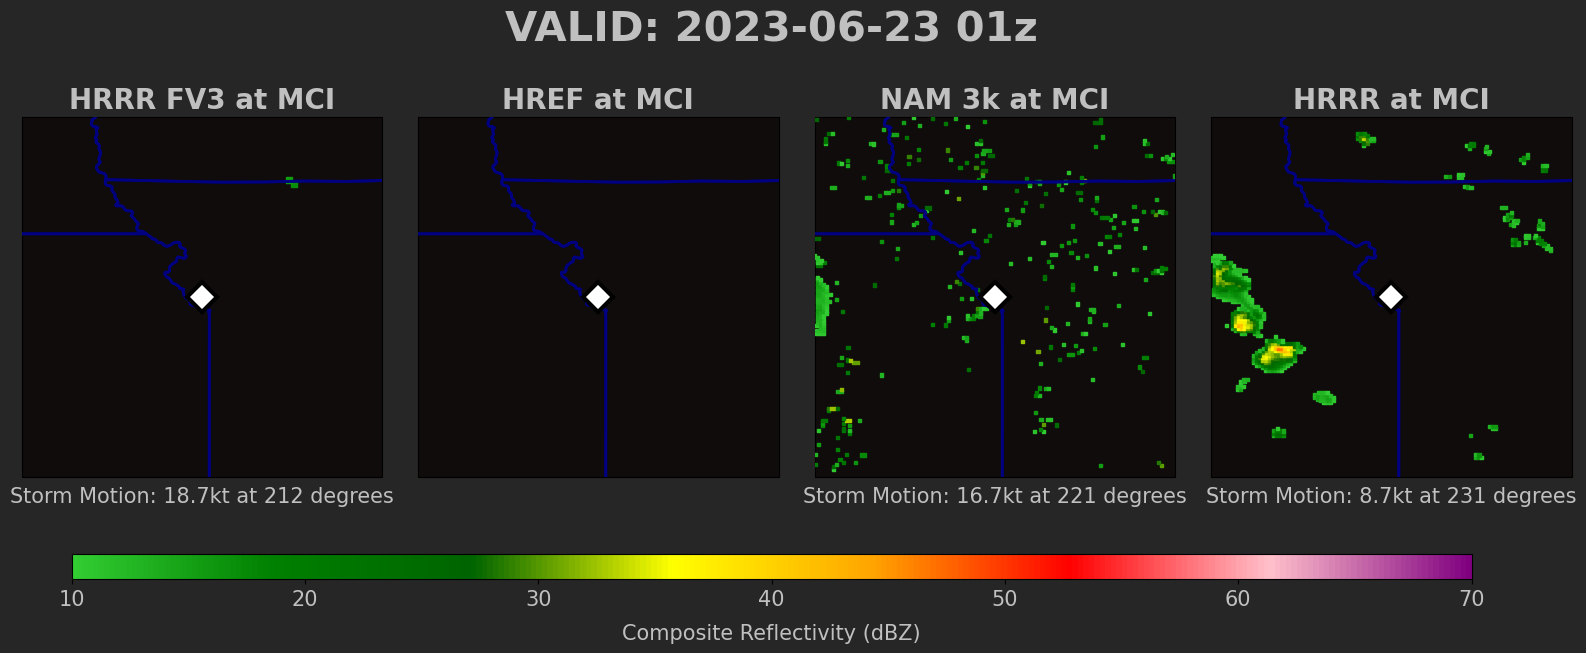 VALID: 2023-06-23 01z
HRRR FV3 at MCI
HREF at MCI
NAM 3k at MCI
HRRR at MCI
Storm Motion: 18.7kt at 212 degrees
Storm Motion: 16.7kt at 221 degrees
Storm Motion: 8.7kt at 231 degrees
10 20 30 40 50 60 70
Composite Reflectivity (dBZ)